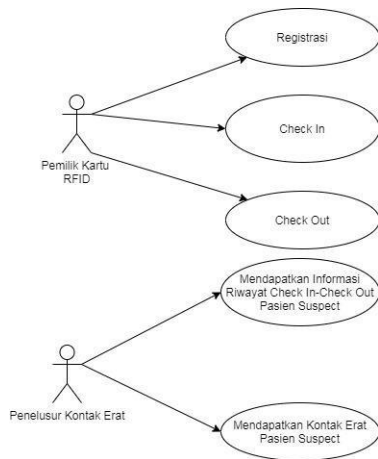 Registrasi
Check In
Pemilik Kartu
RFID
Check Out
Mendapatkan Informasi
Riwayat Check In-Check Out
Pasien Suspect
Penelusur Kontak Erat
Mendapatkan Kontak Erat
Pasien Suspect